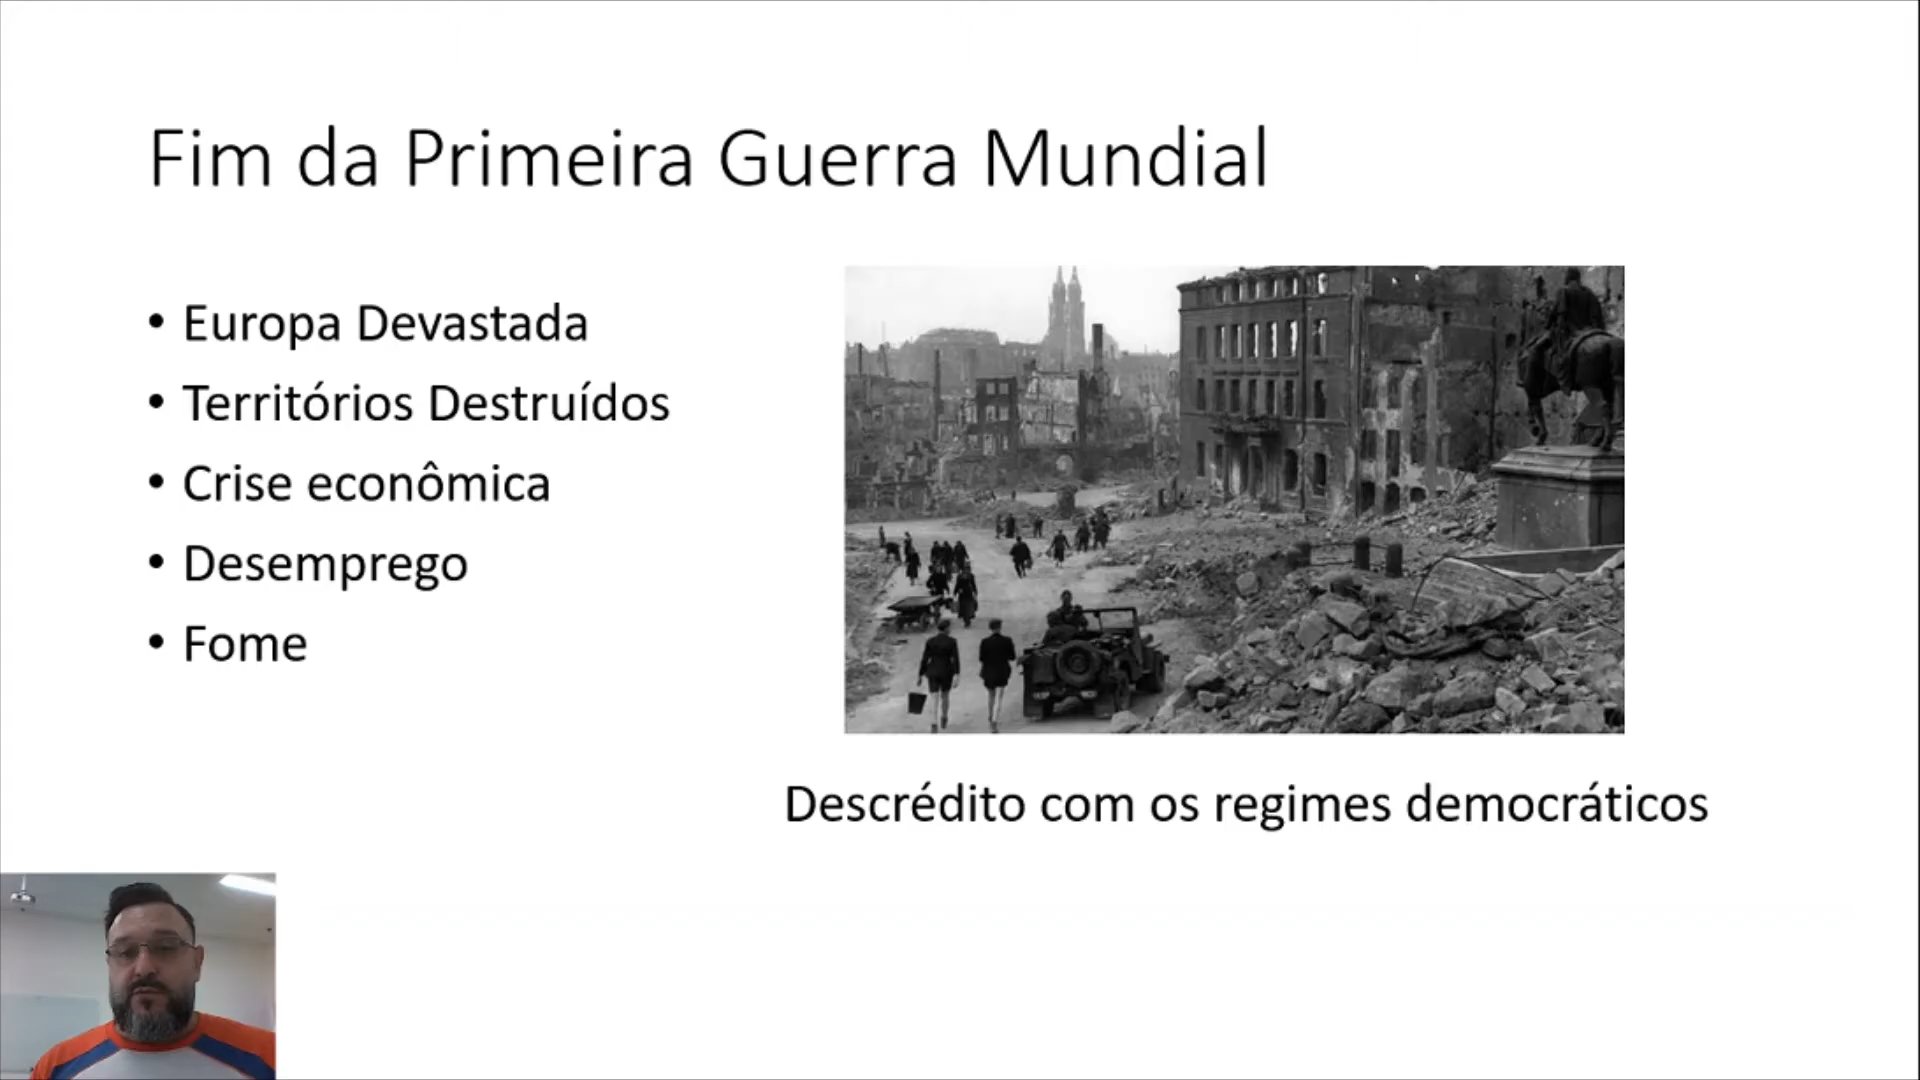 Fim da Primeira Guerra Mundial
• Europa Devastada
• Territórios Destruídos
• Crise econômica
• Desemprego
• Fome
Descrédito com os regimes democráticos